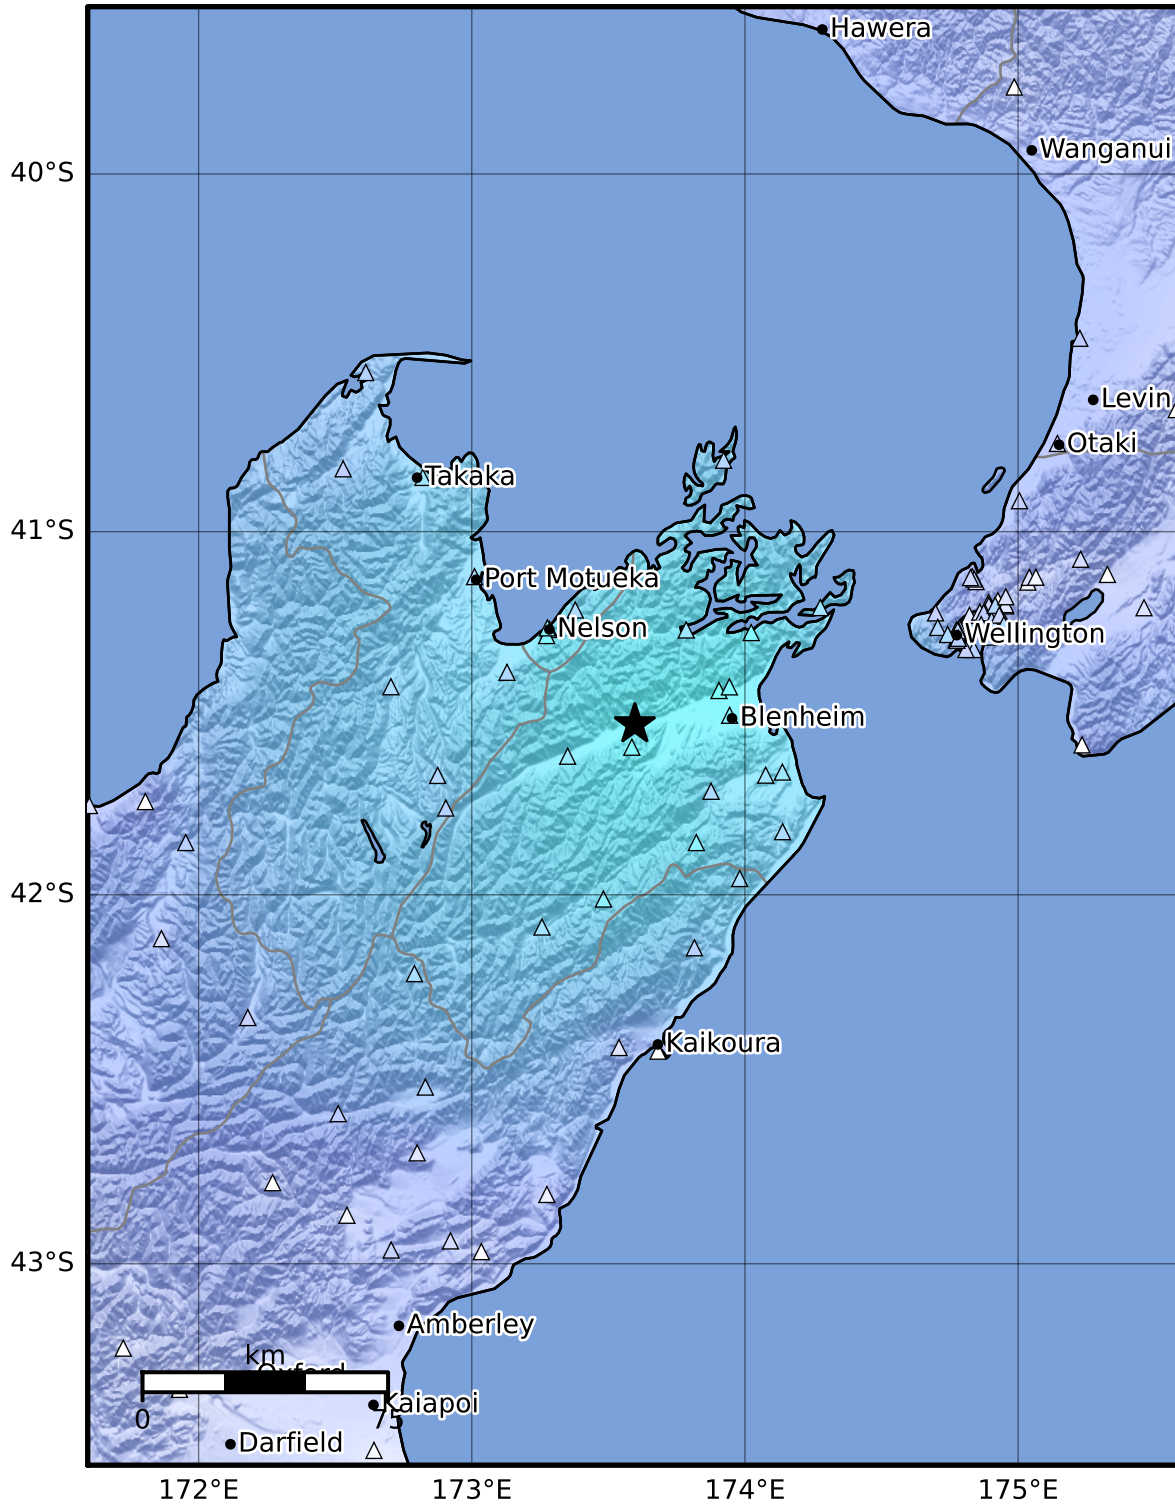 Hawera
Wanganui
40°S
Levin
Otaki
Takaka
41°S
Port Motueka
Nelson
Wellington
Blenheim
42°S
Kaikoura
43°S
Amberley
km
Oxford
Kaiapoi
0
75
Darfield
172°E
173°E
174°E
175°E